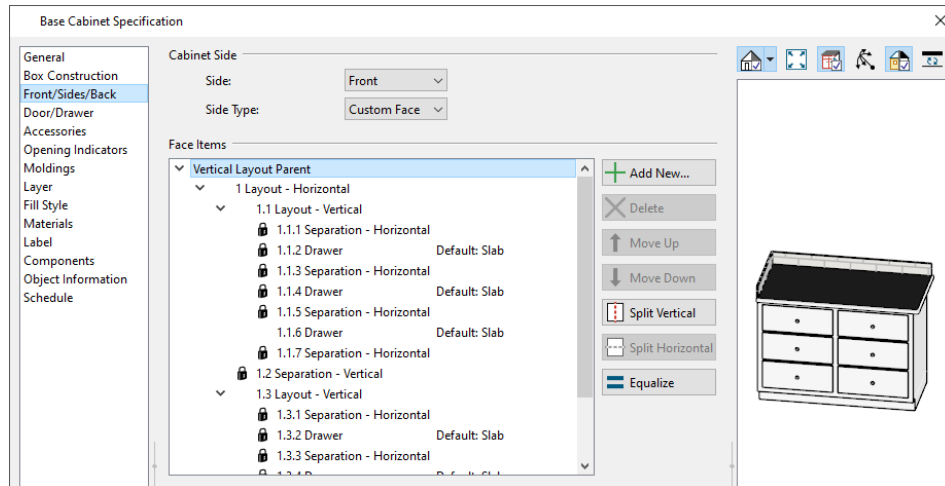 Base Cabinet Specification
General
Box Construction
Front/Sides/Back
Door/Drawer
Accessories
Opening Indicators
Moldings
Layer
Fill Style
Materials
Label
Components
Object Information
Schedule
Cabinet Side
Side: Front
Side Type: Custom Face
Face Items
Vertical Layout Parent
1 Layout - Horizontal
1.1 Layout - Vertical
1.1.1 Separation - Horizontal
1.1.2 Drawer Default: Slab
1.1.3 Separation - Horizontal
1.1.4 Drawer Default: Slab
1.1.5 Separation - Horizontal
1.1.6 Drawer Default: Slab
1.1.7 Separation - Horizontal
1.2 Separation - Vertical
1.3 Layout - Vertical
1.3.1 Separation - Horizontal
1.3.2 Drawer Default: Slab
1.3.3 Separation - Horizontal
Add New...
Delete
Move Up
Move Down
Split Vertical
Split Horizontal
Equalize